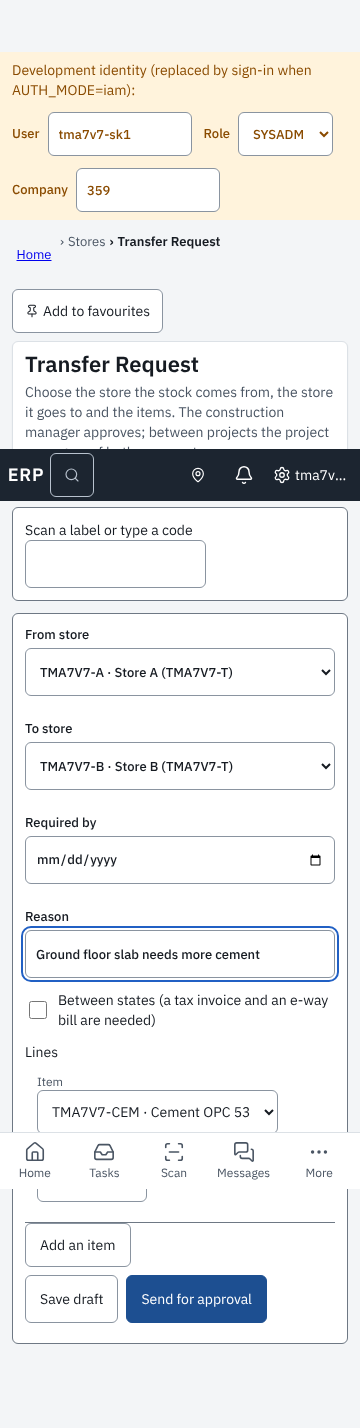 Development identity (replaced by sign-in when
AUTH_MODE=iam):
User tma7v7-sk1 Role SYSADM
Company 359
› Stores › Transfer Request
Home
Add to favourites
Transfer Request
Choose the store the stock comes from, the store
it goes to and the items. The construction
manager approves; between projects the project
ERP tma7v...
Scan a label or type a code
From store
TMA7V7-A · Store A (TMA7V7-T)
To store
TMA7V7-B · Store B (TMA7V7-T)
Required by
mm/dd/yyyy
Reason
Ground floor slab needs more cement
Between states (a tax invoice and an e-way
bill are needed)
Lines
Item
TMA7V7-CEM · Cement OPC 53
Home Tasks Scan Messages More
Add an item
Save draft Send for approval